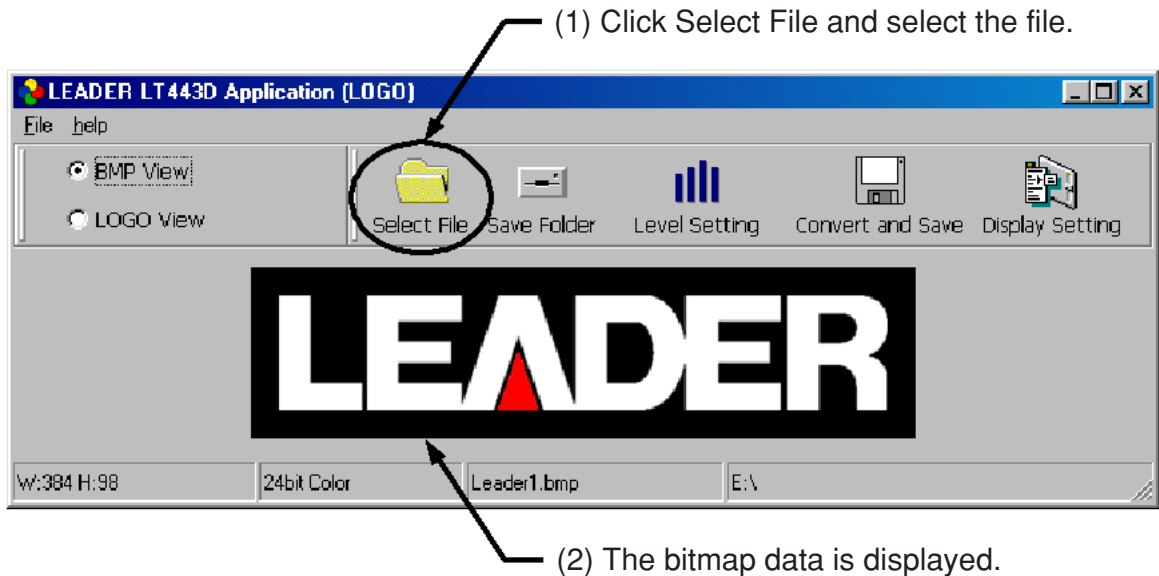 (1) Click Select File and select the file.
LEADER LT443D Application (LOGO)
File help
BMP View
LOGO View
Select File Save Folder Level Setting Convert and Save Display Setting
LEADER
W:384 H:98 24bit Color Leader1.bmp E:\
(2) The bitmap data is displayed.